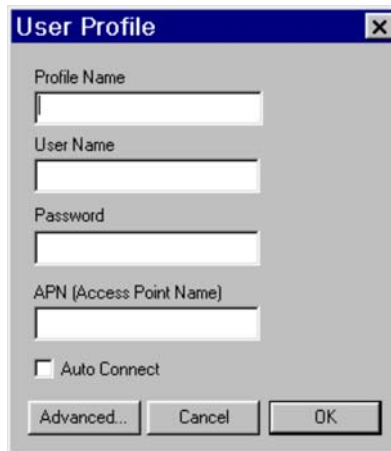 User Profile
Profile Name
User Name
Password
APN (Access Point Name)
Auto Connect
Advanced... Cancel OK